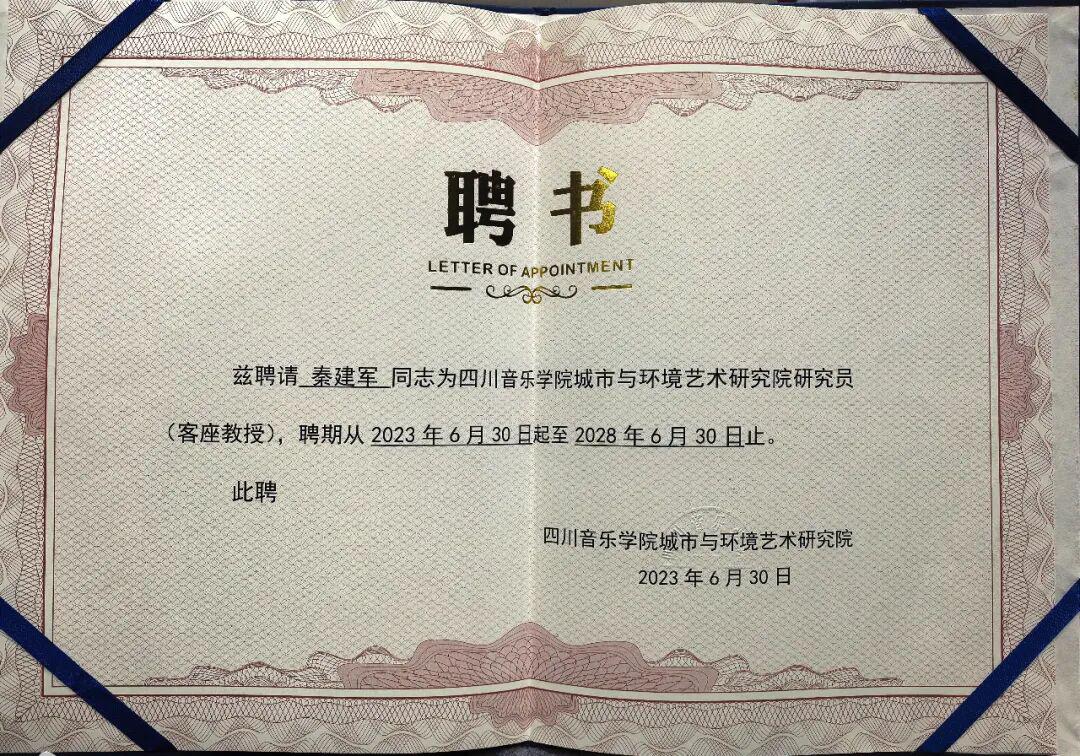 聘书
LETTER OF APPOINTMENT
兹聘请 秦建军 同志为四川音乐学院城市与环境艺术研究院研究员
（客座教授），聘期从 2023 年 6 月 30 日起至 2028 年 6 月 30 日止。
此聘
四川音乐学院城市与环境艺术研究院
2023 年 6 月 30 日